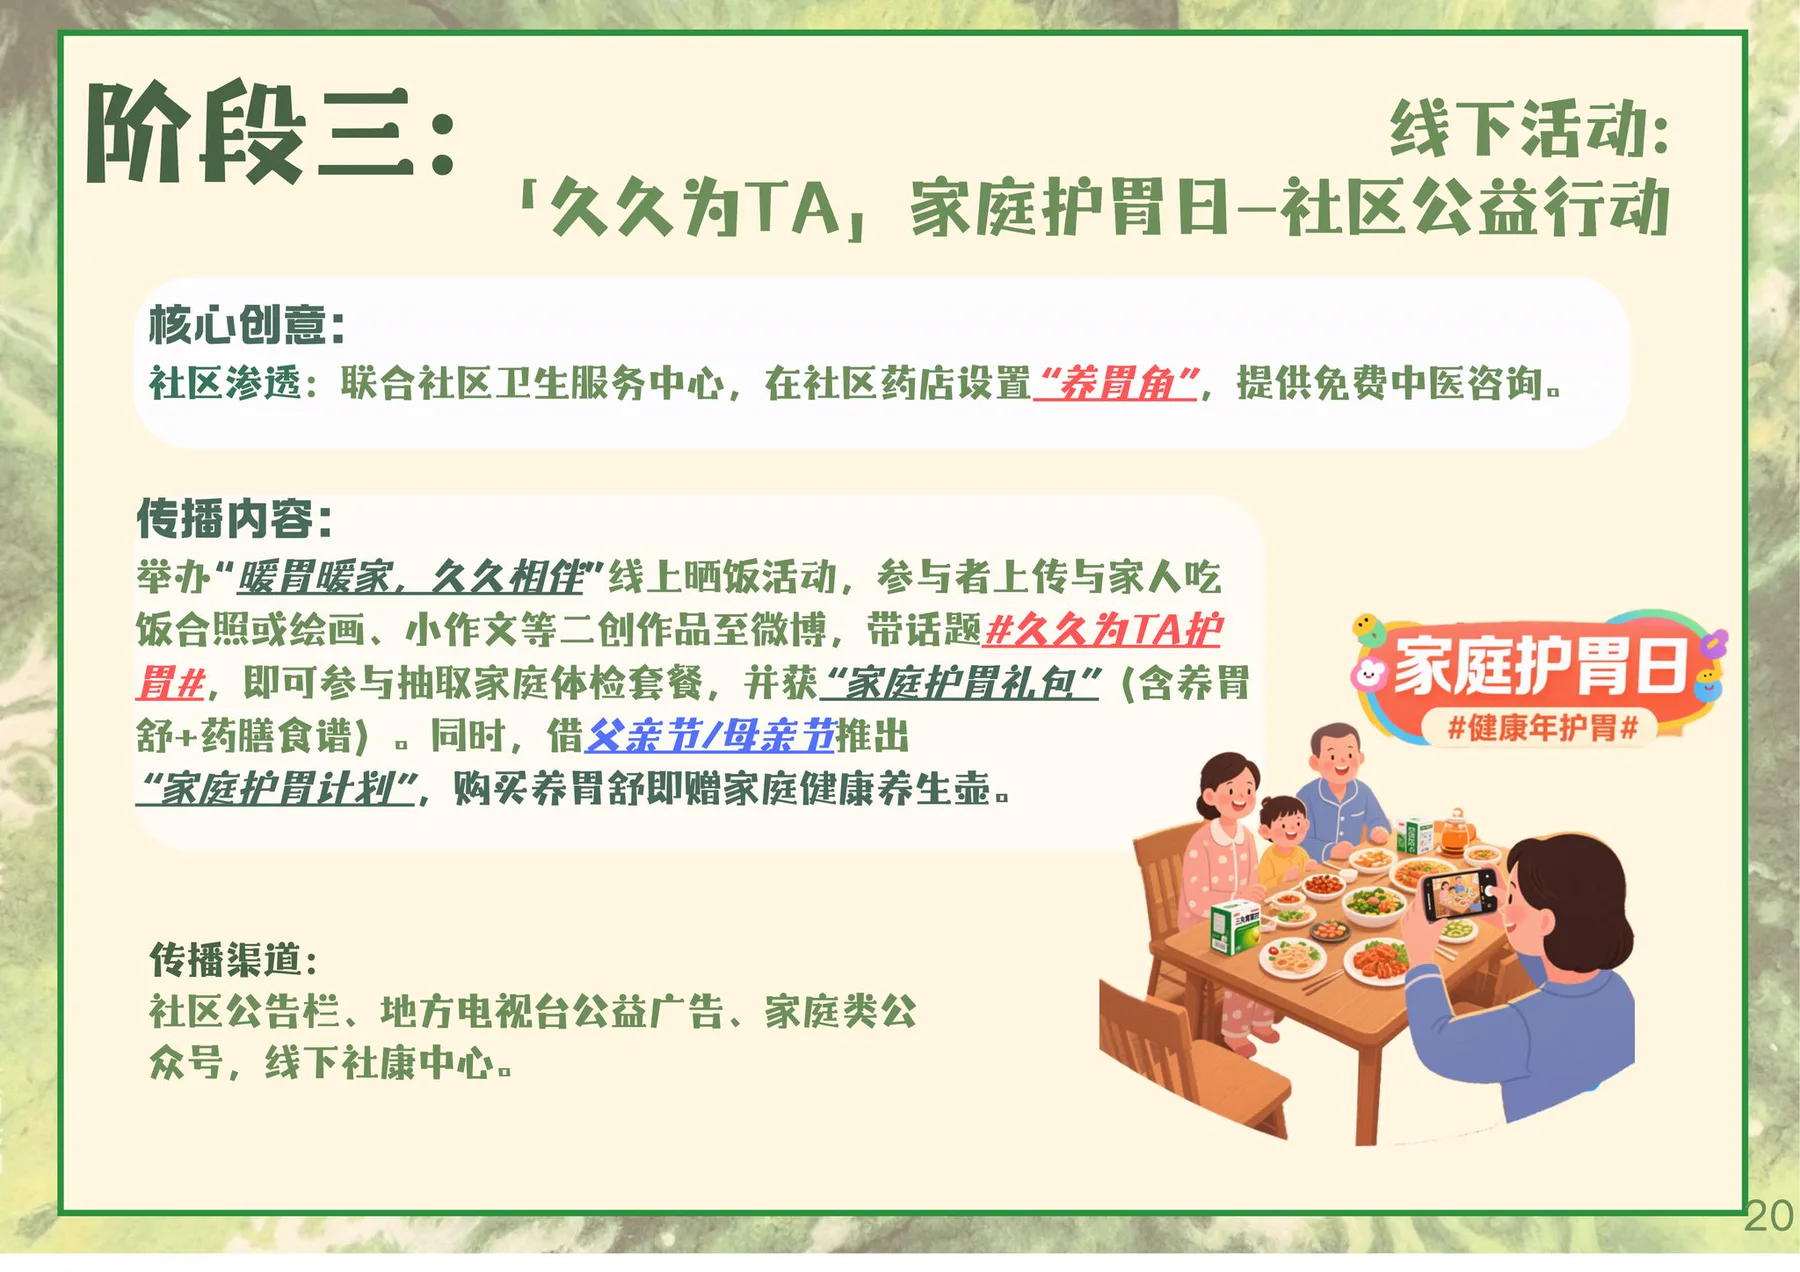 阶段三：
线下活动：
「久久为TA」家庭护胃日—社区公益行动
核心创意：
社区渗透：联合社区卫生服务中心，在社区药店设置“养胃角”，提供免费中医咨询。
传播内容：
举办“暖胃暖家，久久相伴”线上晒饭活动，参与者上传与家人吃
饭合照或绘画、小作文等二创作品至微博，带话题#久久为TA护
胃#，即可参与抽取家庭体检套餐，并获“家庭护胃礼包”（含养胃
舒+药膳食谱）。同时，借父亲节/母亲节推出
“家庭护胃计划”，购买养胃舒即赠家庭健康养生壶。
家庭护胃日
#健康年护胃#
传播渠道：
社区公告栏、地方电视台公益广告、家庭类公
众号，线下社康中心。
20